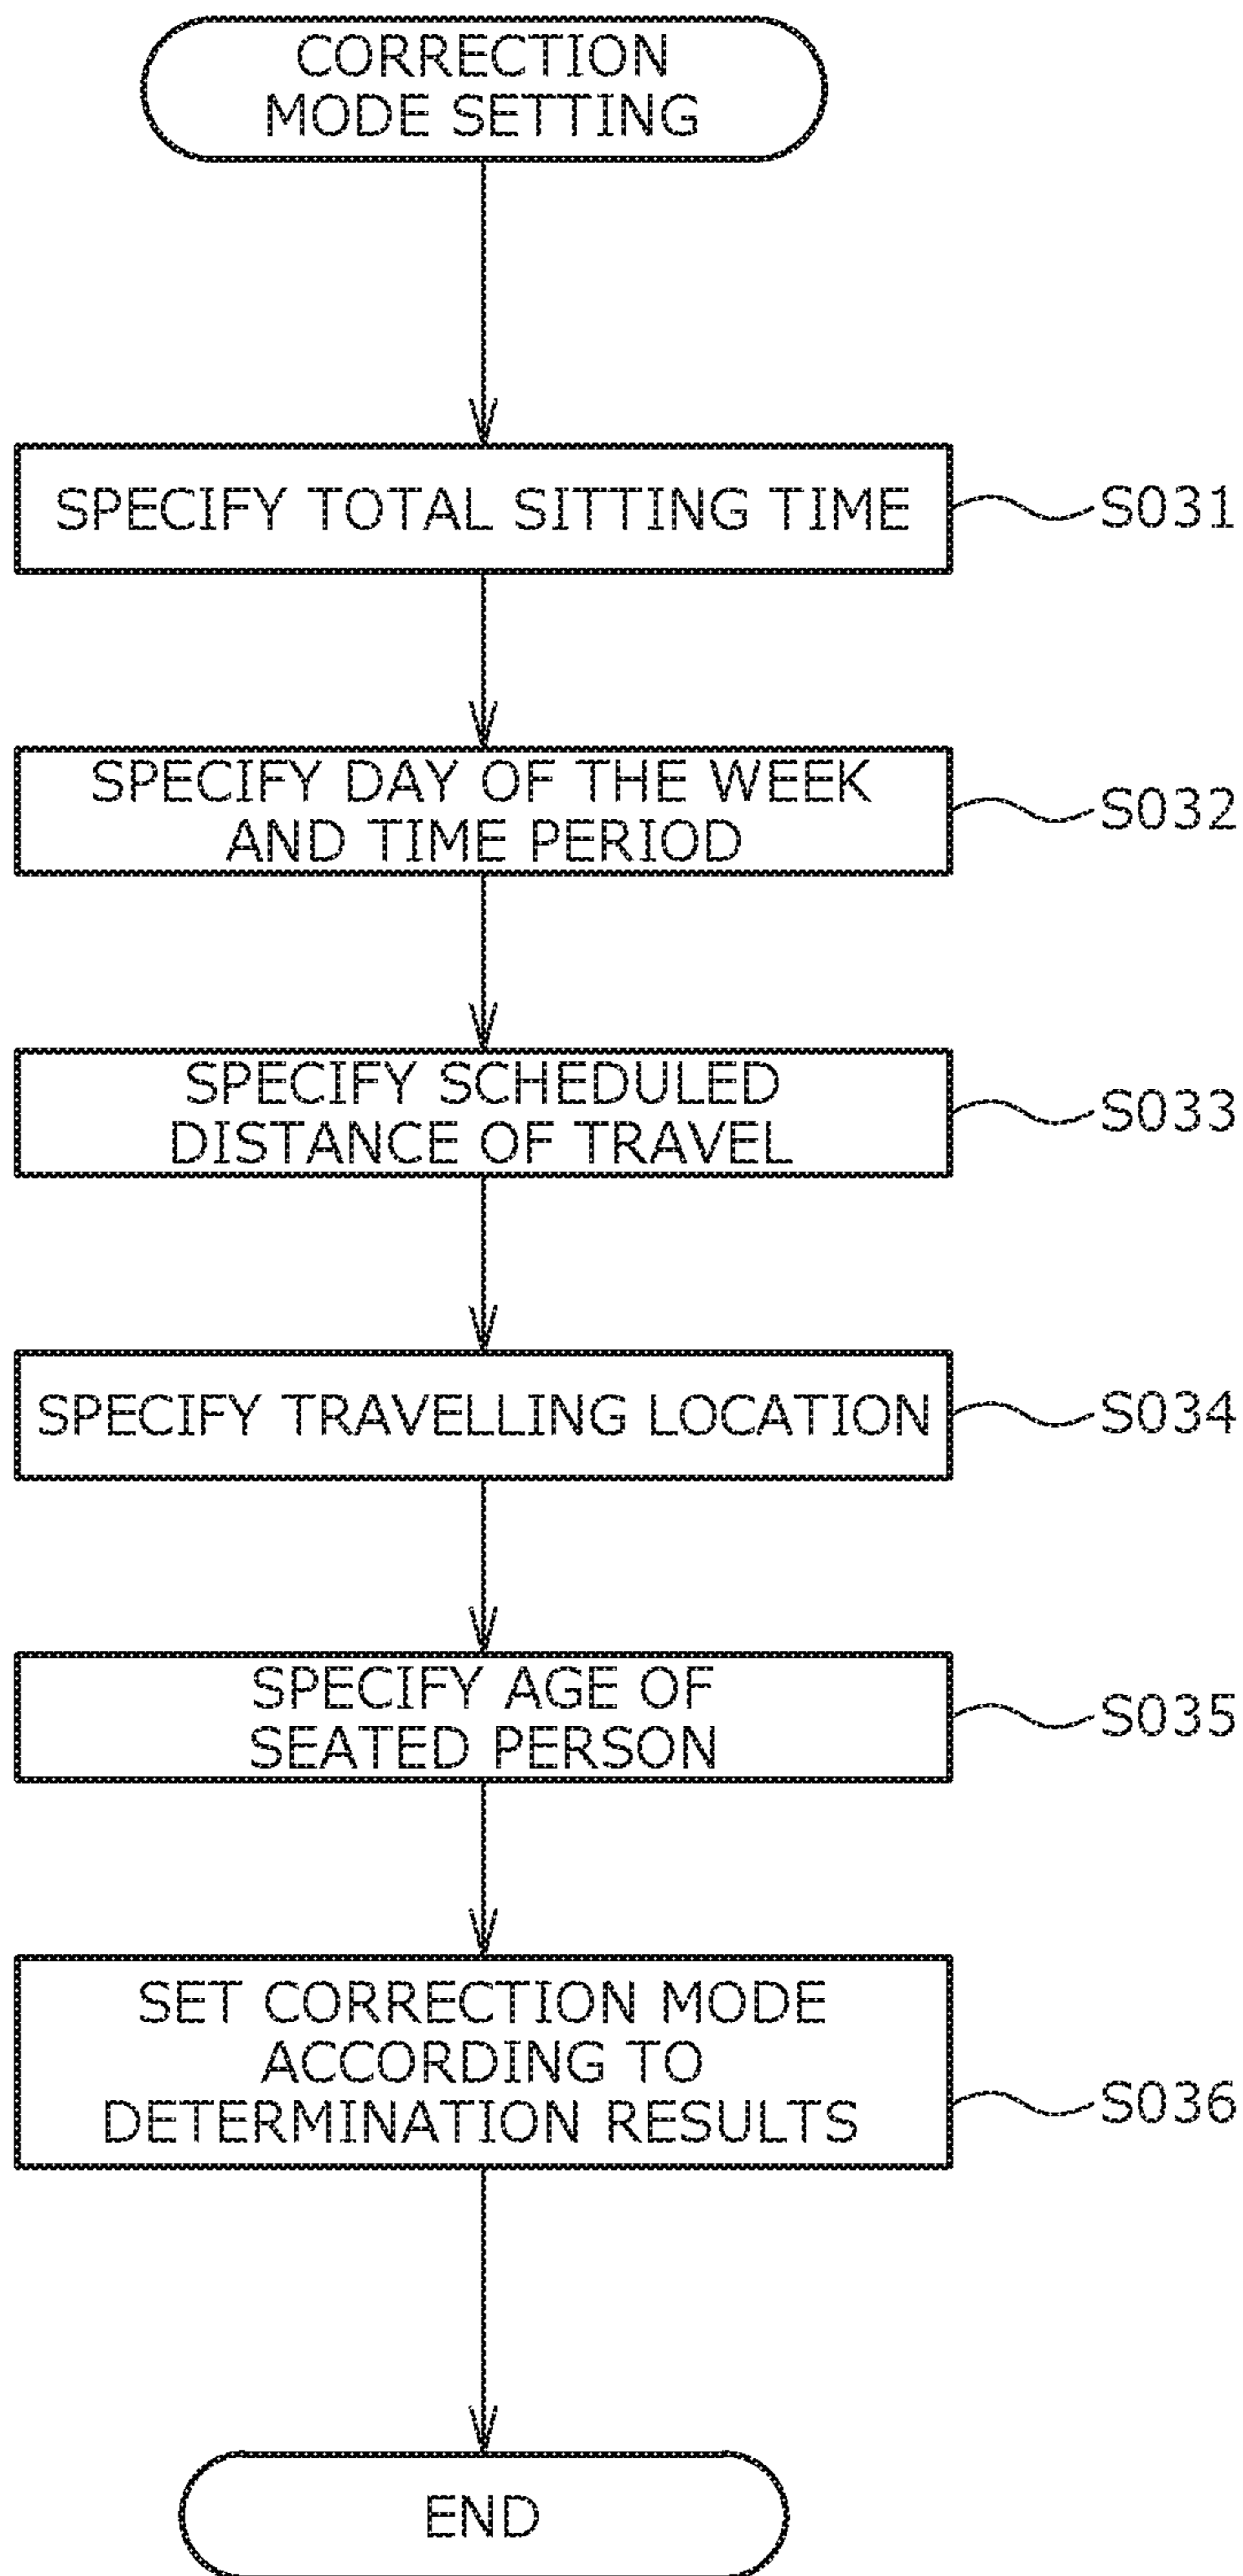 CORRECTION
MODE SETTING
SPECIFY TOTAL SITTING TIME
S031
SPECIFY DAY OF THE WEEK
AND TIME PERIOD
S032
SPECIFY SCHEDULED
DISTANCE OF TRAVEL
S033
SPECIFY TRAVELLING LOCATION
S034
SPECIFY AGE OF
SEATED PERSON
S035
SET CORRECTION MODE
ACCORDING TO
DETERMINATION RESULTS
S036
END